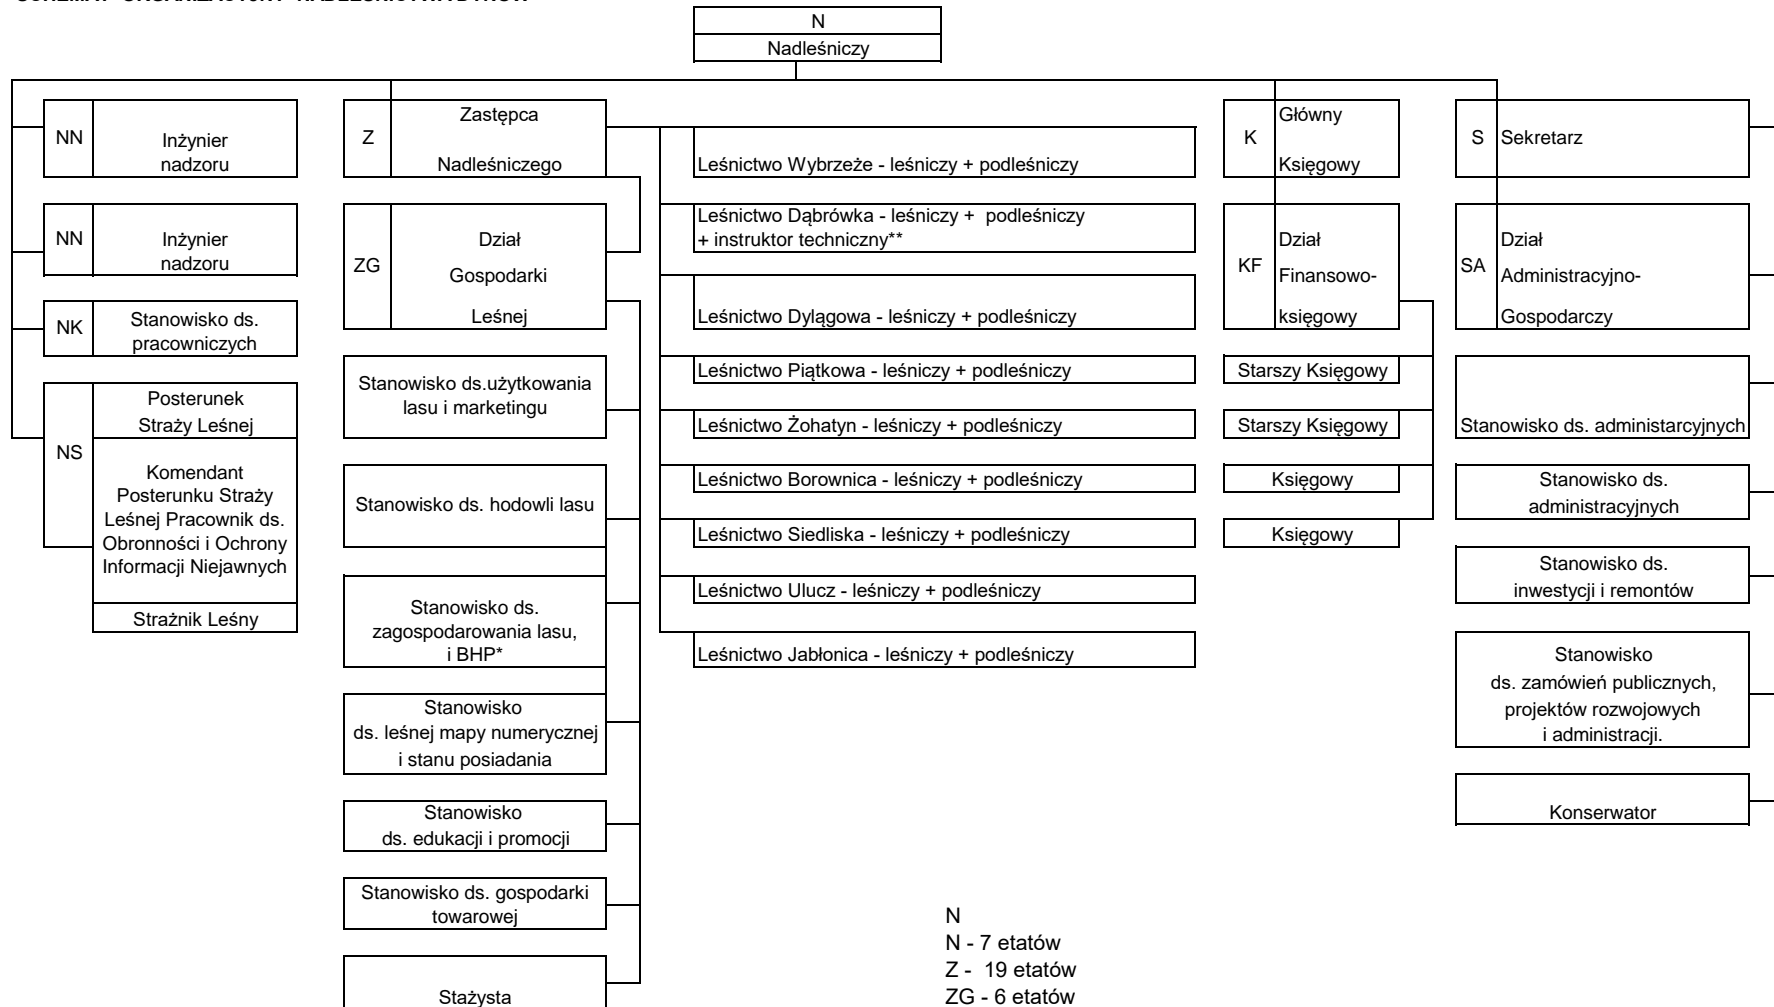 N
Nadleśniczy
NN
Inżynier
nadzoru
NN
Inżynier
nadzoru
NK
Stanowisko ds.
pracowniczych
NS
Posterunek
Straży Leśnej
Komendant
Posterunku Straży
Leśnej Pracownik ds.
Obronności i Ochrony
Informacji Niejawnych
Strażnik Leśny
Z
Zastępca
Nadleśniczego
ZG
Dział
Gospodarki
Leśnej
Stanowisko ds.użytkowania
lasu i marketingu
Stanowisko ds. hodowli lasu
Stanowisko ds.
zagospodarowania lasu,
i BHP*
Stanowisko
ds. leśnej mapy numerycznej
i stanu posiadania
Stanowisko
ds. edukacji i promocji
Stanowisko ds. gospodarki
towarowej
Stażysta
Leśnictwo Wybrzeże - leśniczy + podleśniczy
Leśnictwo Dąbrówka - leśniczy +  podleśniczy
+ instruktor techniczny**
Leśnictwo Dylągowa - leśniczy + podleśniczy
Leśnictwo Piątkowa - leśniczy + podleśniczy
Leśnictwo Żohatyn - leśniczy + podleśniczy
Leśnictwo Borownica - leśniczy + podleśniczy
Leśnictwo Siedliska - leśniczy + podleśniczy
Leśnictwo Ulucz - leśniczy + podleśniczy
Leśnictwo Jabłonica - leśniczy + podleśniczy
K
Główny
Księgowy
KF
Dział
Finansowo-
księgowy
Starszy Księgowy
Starszy Księgowy
Księgowy
Księgowy
S
Sekretarz
SA
Dział
Administracyjno-
Gospodarczy
Stanowisko ds. administarcyjnych
Stanowisko ds.
administracyjnych
Stanowisko ds.
inwestycji i remontów
Stanowisko
ds. zamówień publicznych,
projektów rozwojowych
i administracji.
Konserwator
N
N - 7 etatów
Z -  19 etatów
ZG - 6 etatów